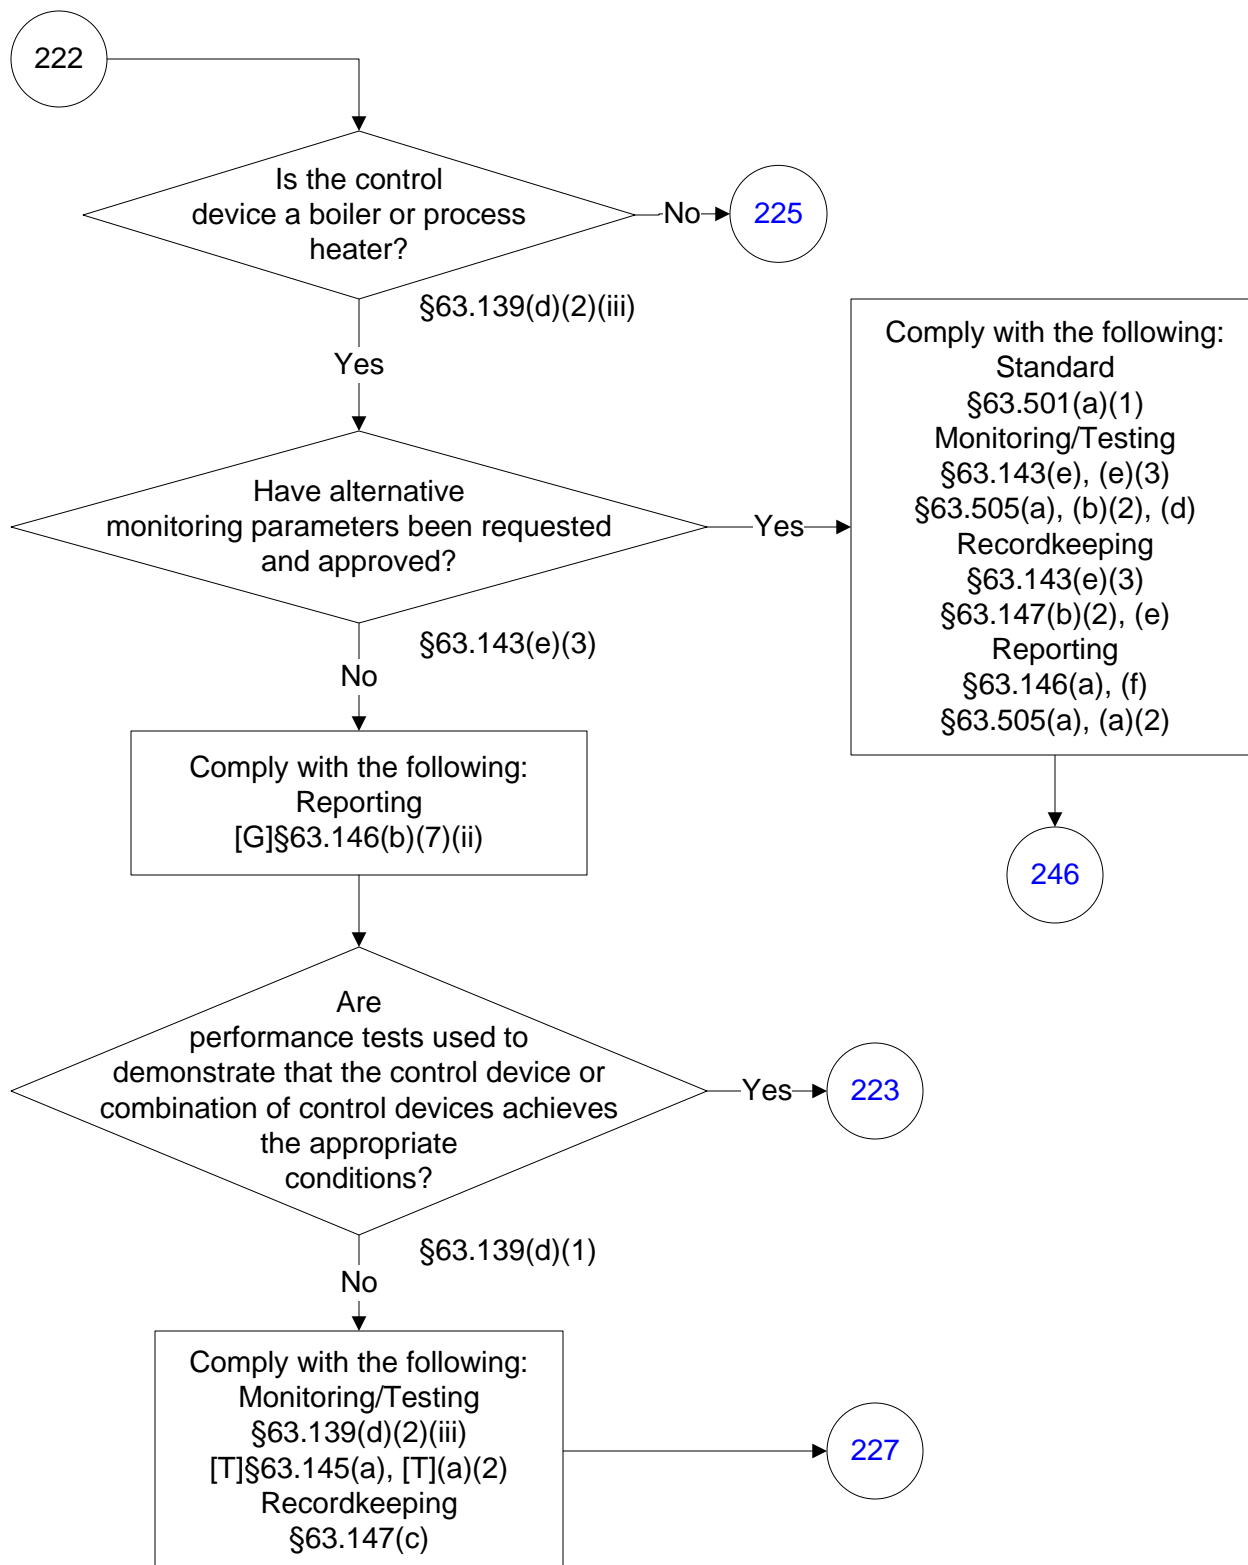 222
Is the control
device a boiler or process
heater?
No
225
§63.139(d)(2)(iii)
Yes
Have alternative
monitoring parameters been requested
and approved?
Yes
§63.143(e)(3)
No
Comply with the following:
Standard
§63.501(a)(1)
Monitoring/Testing
§63.143(e), (e)(3)
§63.505(a), (b)(2), (d)
Recordkeeping
§63.143(e)(3)
§63.147(b)(2), (e)
Reporting
§63.146(a), (f)
§63.505(a), (a)(2)
246
Comply with the following:
Reporting
[G]§63.146(b)(7)(ii)
Are
performance tests used to
demonstrate that the control device or
combination of control devices achieves
the appropriate
conditions?
Yes
223
§63.139(d)(1)
No
Comply with the following:
Monitoring/Testing
§63.139(d)(2)(iii)
[T]§63.145(a), [T](a)(2)
Recordkeeping
§63.147(c)
227